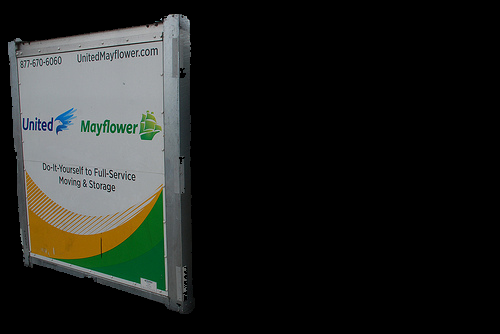 877-670-6060 UnitedMayflower.com
United Mayflower
Do-It-Yourself to Full-Service
Moving & Storage